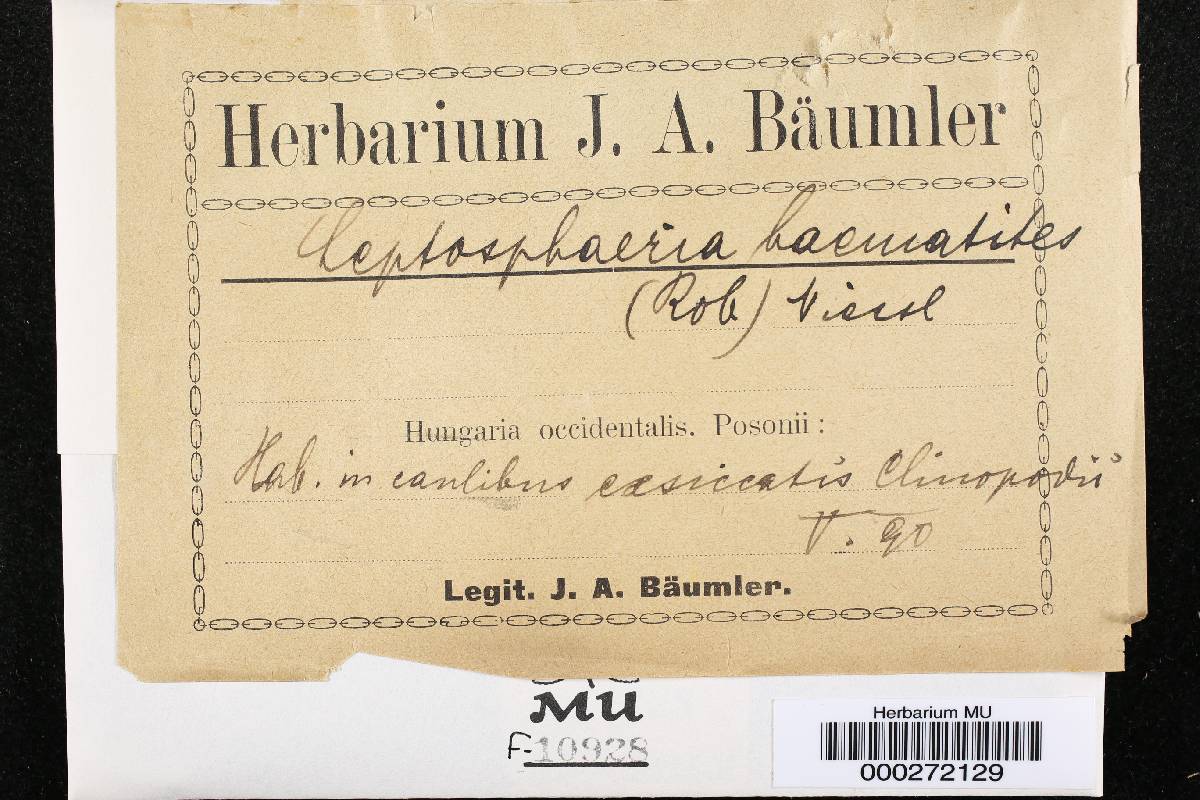 Herbarium J. A. Bäumler
Leptosphaeria haematites
(Rob) Niessl
Hungaria occidentalis. Posonii:
Hab. in caulibus exsiccatis Clinopodii
V. 90
Legit. J. A. Bäumler.
MU
F-10928
Herbarium MU
000272129